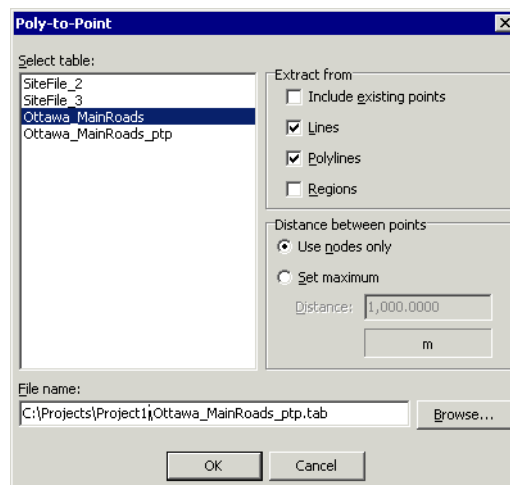 Poly-to-Point
Select table:
SiteFile_2
SiteFile_3
Ottawa_MainRoads
Ottawa_MainRoads_ptp
Extract from
Include existing points
Lines
Polylines
Regions
Distance between points
Use nodes only
Set maximum
Distance: 1,000.0000
m
File name:
C:\Projects\Project1\Ottawa_MainRoads_ptp.tab
Browse...
OK Cancel